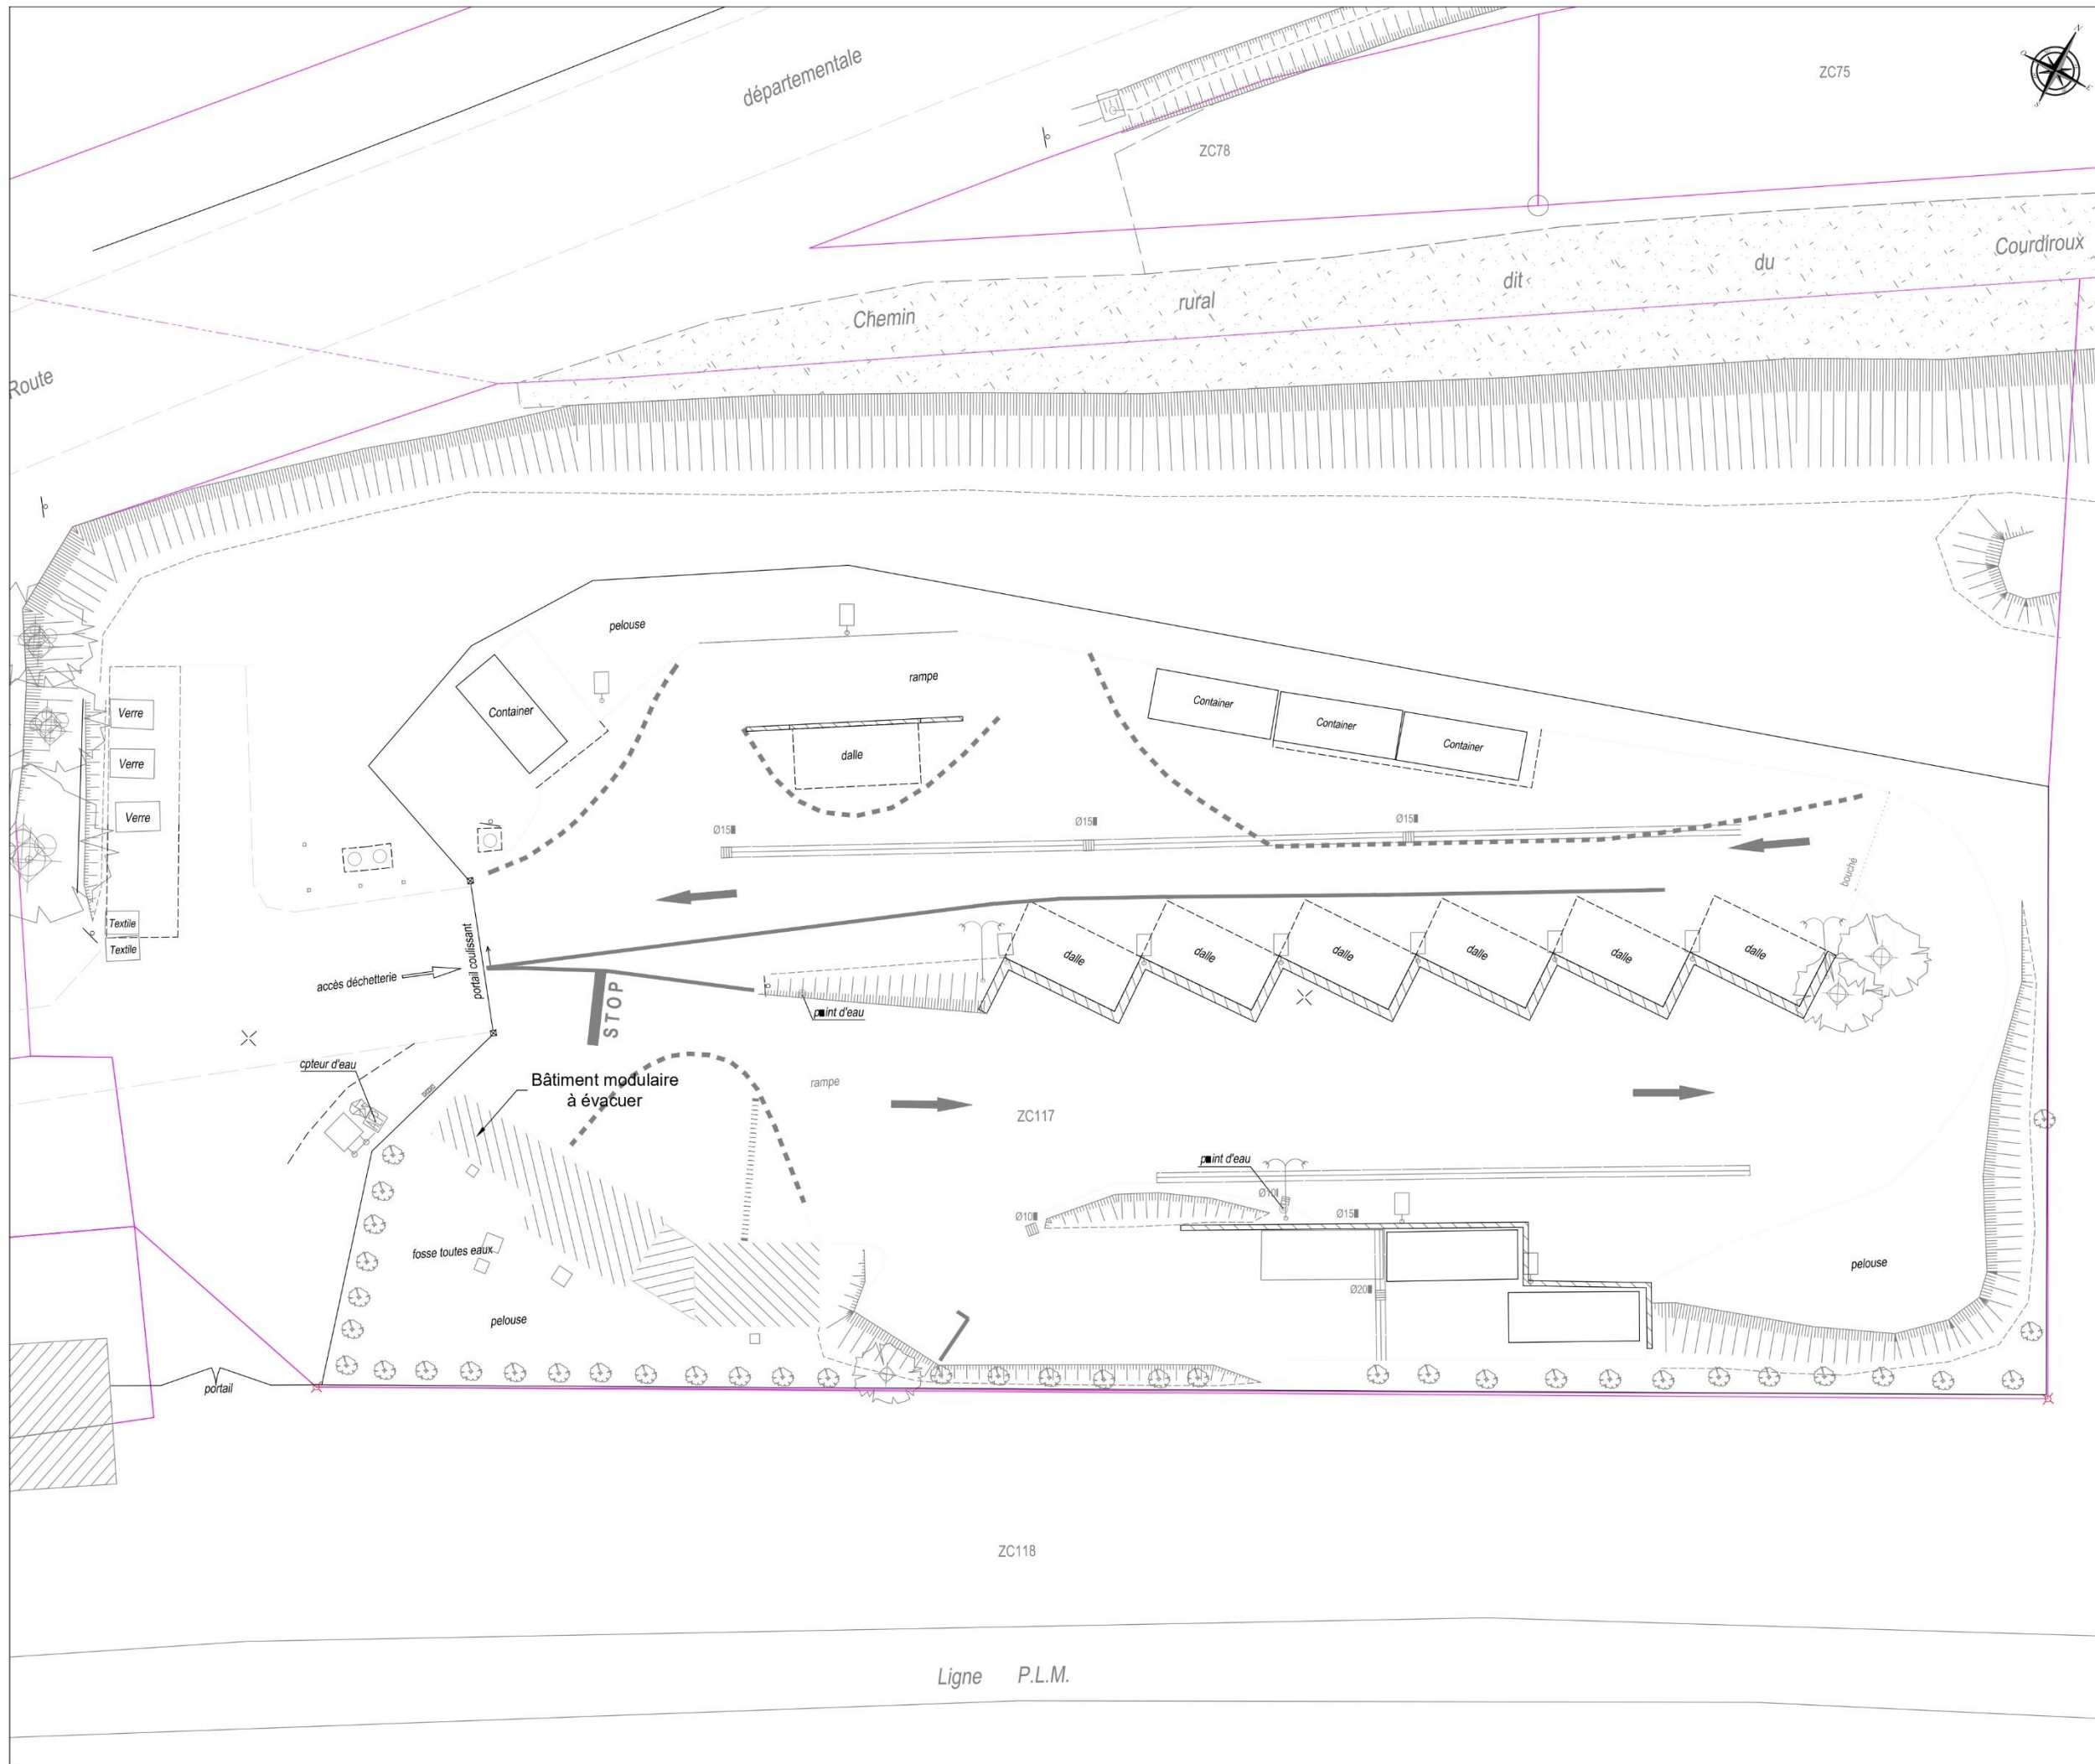 départementale
ZC75
N
O
E
S
ZC78
Courdiroux
du
dit
rural
Chemin
Route
pelouse
rampe
Container
Container
Container
Container
Verre
dalle
Verre
Verre
Ø15
Ø15
Ø15
bouché
Textile
Textile
portail coulissant
accès déchetterie
dalle
dalle
dalle
dalle
dalle
dalle
STOP
point d'eau
cpteur d'eau
Bâtiment modulaire
à évacuer
rampe
ZC117
point d'eau
Ø10
Ø10
Ø15
fosse toutes eaux
pelouse
Ø20
pelouse
portail
ZC118
Ligne P.L.M.